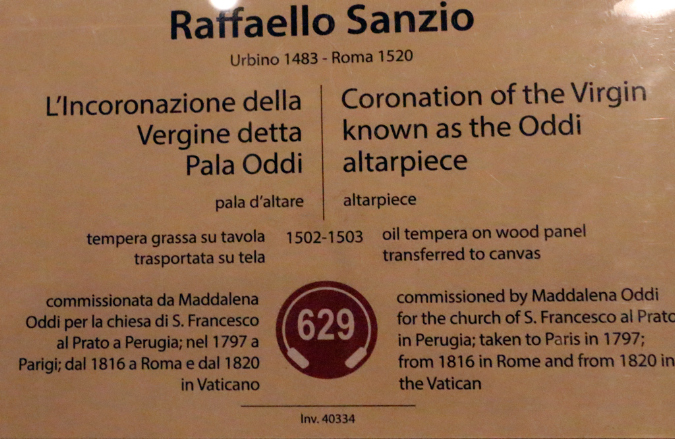 Raffaello Sanzio
Urbino 1483 - Roma 1520
L'Incoronazione della
Vergine detta
Pala Oddi
pala d'altare
Coronation of the Virgin
known as the Oddi
altarpiece
altarpiece
tempera grassa su tavola
trasportata su tela
1502-1503
oil tempera on wood panel
transferred to canvas
commissionata da Maddalena
Oddi per la chiesa di S. Francesco
al Prato a Perugia; nel 1797 a
Parigi; dal 1816 a Roma e dal 1820
in Vaticano
629
commissioned by Maddalena Oddi
for the church of S. Francesco al Prato
in Perugia; taken to Paris in 1797;
from 1816 in Rome and from 1820 in
the Vatican
Inv. 40334